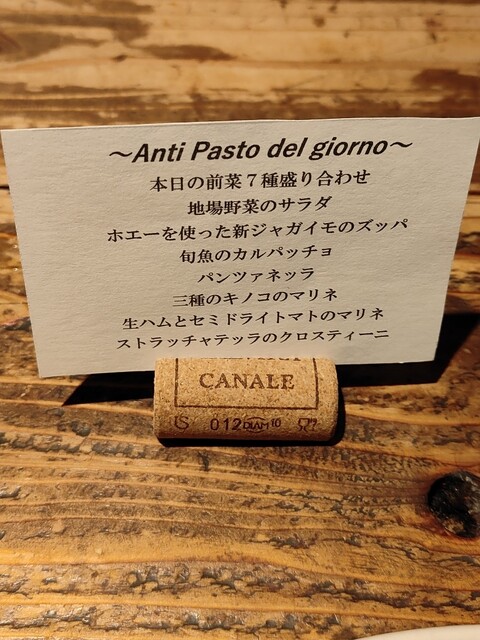 ～Anti Pasto del giorno～
本日の前菜７種盛り合わせ
地場野菜のサラダ
ホエーを使った新ジャガイモのズッパ
旬魚のカルパッチョ
パンツァネッラ
三種のキノコのマリネ
生ハムとセミドライトマトのマリネ
ストラッチャテッラのクロスティーニ
CANALE
012 DIAM 10